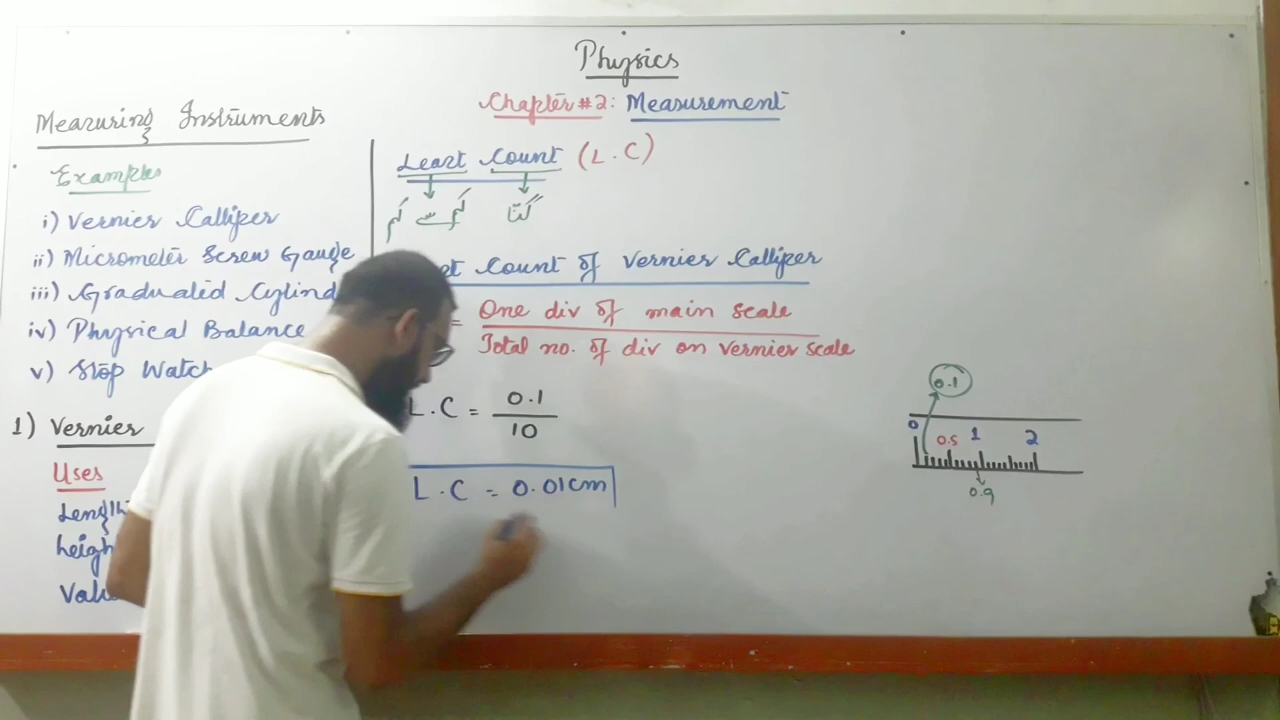 Physics
Chapter #2: Measurement
Measuring Instruments
Examples
i) Vernier Calliper
ii) Micrometer Screw Gauge
iii) Graduated Cylind
iv) Physical Balance
v) Stop Watch
1) Vernier
Uses
Length
heigh
Least Count (L.C)
کم سے کم گنتا
Count of Vernier Calliper
= One div of main scale
Total no. of div on vernier scale
L.C = 0.1
10
L.C = 0.01cm
0.1
0 0.5 1 2
0.9